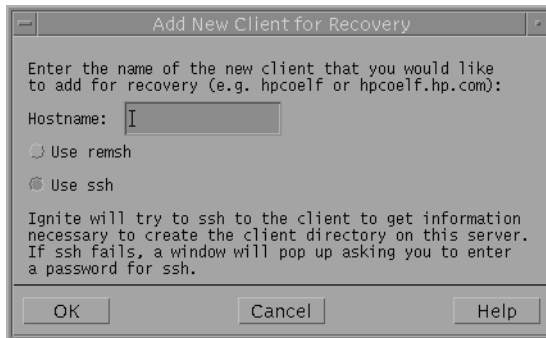 Add New Client for Recovery
Enter the name of the new client that you would like
to add for recovery (e.g. hpcoelf or hpcoelf.hp.com):
Hostname:
Use remsh
Use ssh
Ignite will try to ssh to the client to get information
necessary to create the client directory on this server.
If ssh fails, a window will pop up asking you to enter
a password for ssh.
OK Cancel Help